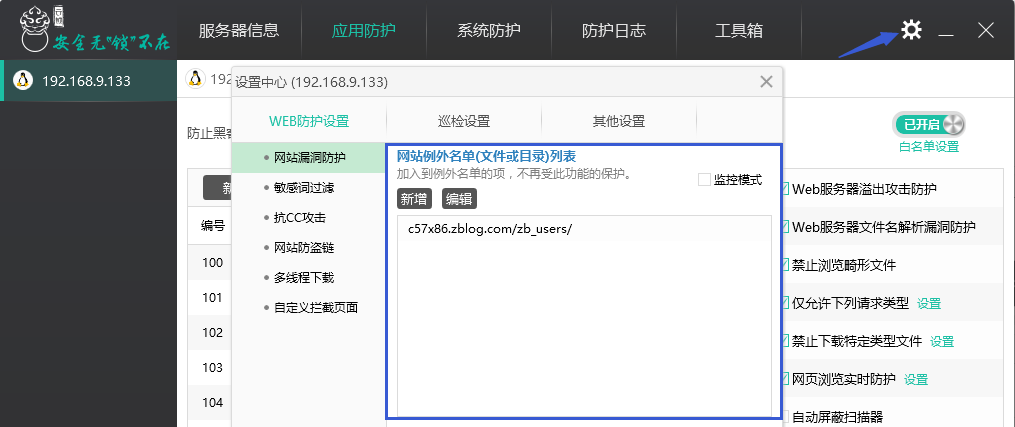 安全无"锁"不在
服务器信息
应用防护
系统防护
防护日志
工具箱
192.168.9.133
192
设置中心 (192.168.9.133)
防止黑客
已开启
白名单设置
WEB防护设置
巡检设置
其他设置
网站漏洞防护
敏感词过滤
抗CC攻击
网站防盗链
多线程下载
自定义拦截页面
网站例外名单(文件或目录)列表
加入到例外名单的项，不再受此功能的保护。
监控模式
新增
编辑
c57x86.zblog.com/zb_users/
新
编号
100
101
102
103
104
Web服务器溢出攻击防护
Web服务器文件名解析漏洞防护
禁止浏览畸形文件
仅允许下列请求类型 设置
禁止下载特定类型文件 设置
网页浏览实时防护 设置
自动屏蔽扫描器